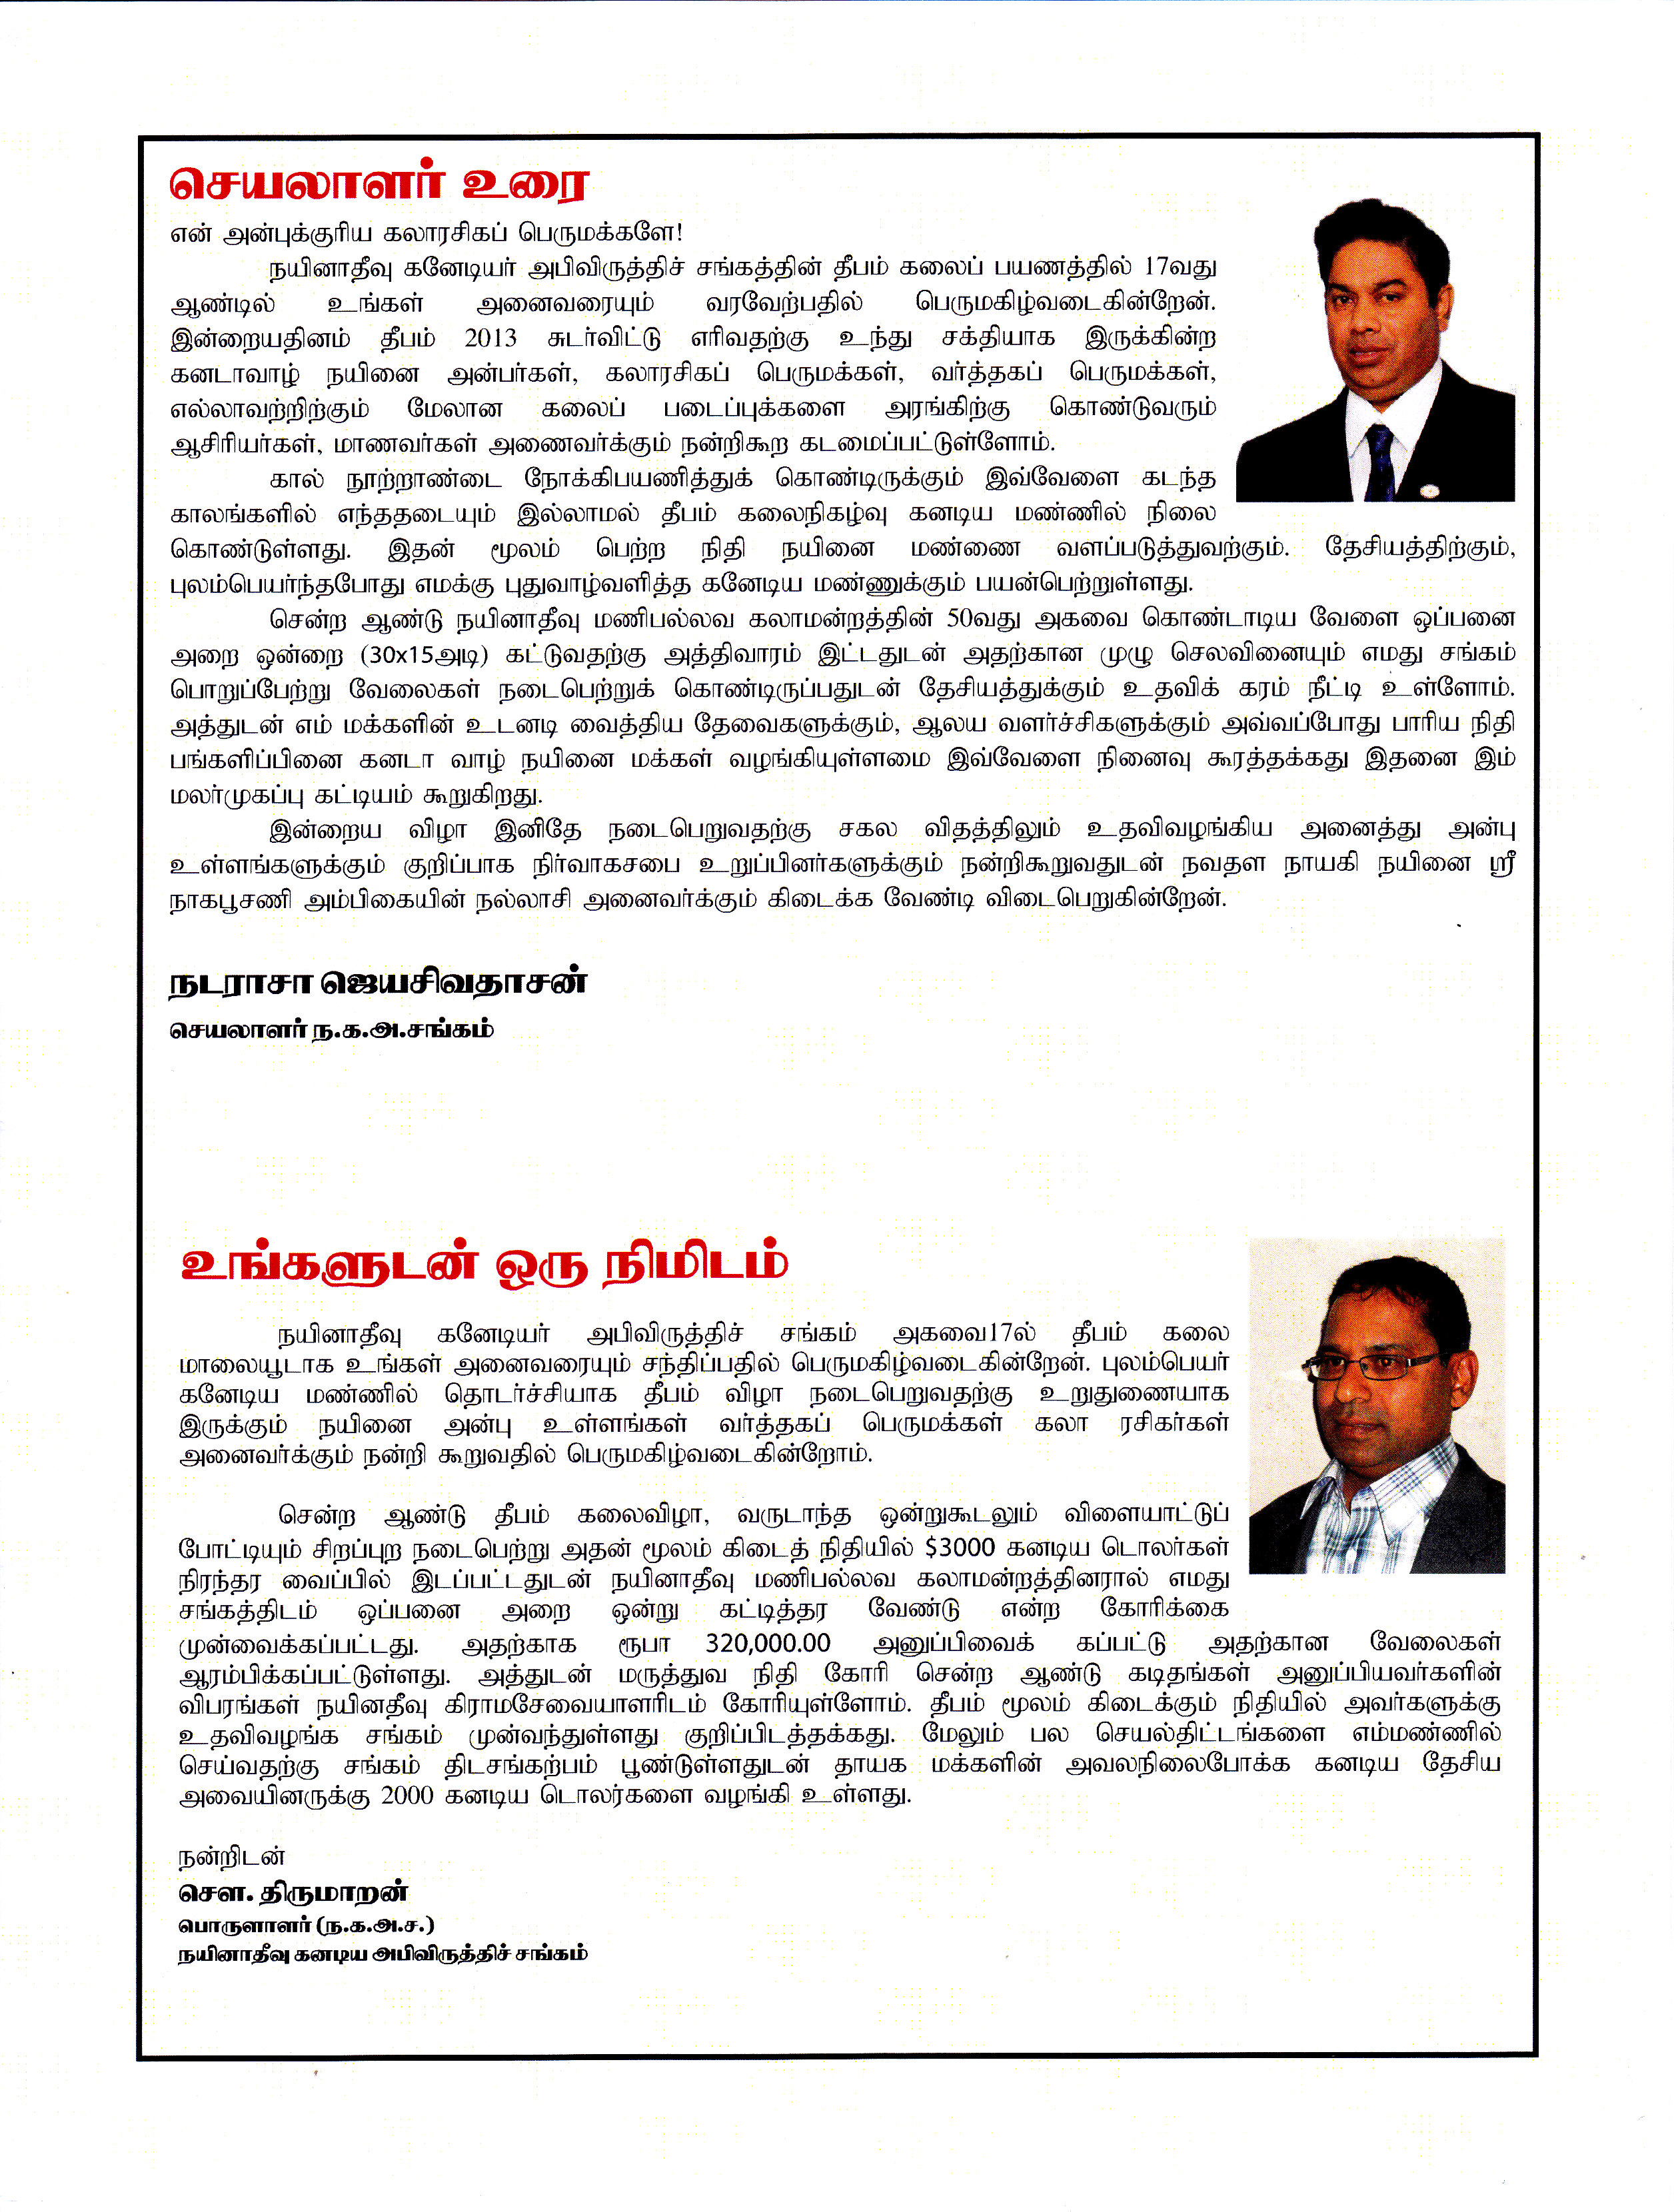 செயலாளர் உரை
என் அன்புக்குரிய கலாரசிகப் பெருமக்களே!
நயினாதீவு கனேடியர் அபிவிருத்திச் சங்கத்தின் தீபம் கலைப் பயணத்தில் 17வது
ஆண்டில் உங்கள் அனைவரையும் வரவேற்பதில் பெருமகிழ்வடைகின்றேன்.
இன்றையதினம் தீபம் 2013 சுடர்விட்டு எரிவதற்கு உந்து சக்தியாக இருக்கின்ற
கனடாவாழ் நயினை அன்பர்கள், கலாரசிகப் பெருமக்கள், வர்த்தகப் பெருமக்கள்,
எல்லாவற்றிற்கும் மேலான கலைப் படைப்புக்களை அரங்கிற்கு கொண்டுவரும்
ஆசிரியர்கள், மாணவர்கள் அணைவர்க்கும் நன்றிகூற கடமைப்பட்டுள்ளோம்.
கால் நூற்றாண்டை நோக்கிபயணித்துக் கொண்டிருக்கும் இவ்வேளை கடந்த
காலங்களில் எந்ததடையும் இல்லாமல் தீபம் கலைநிகழ்வு கனடிய மண்ணில் நிலை
கொண்டுள்ளது. இதன் மூலம் பெற்ற நிதி நயினை மண்ணை வளப்படுத்துவற்கும். தேசியத்திற்கும்,
புலம்பெயர்ந்தபோது எமக்கு புதுவாழ்வளித்த கனேடிய மண்ணுக்கும் பயன்பெற்றுள்ளது.
சென்ற ஆண்டு நயினாதீவு மணிபல்லவ கலாமன்றத்தின் 50வது அகவை கொண்டாடிய வேளை ஒப்பனை
அறை ஒன்றை (30x15அடி) கட்டுவதற்கு அத்திவாரம் இட்டதுடன் அதற்கான முழு செலவினையும் எமது சங்கம்
பொறுப்பேற்று வேலைகள் நடைபெற்றுக் கொண்டிருப்பதுடன் தேசியத்துக்கும் உதவிக் கரம் நீட்டி உள்ளோம்.
அத்துடன் எம் மக்களின் உடனடி வைத்திய தேவைகளுக்கும், ஆலய வளர்ச்சிகளுக்கும் அவ்வப்போது பாரிய நிதி
பங்களிப்பினை கனடா வாழ் நயினை மக்கள் வழங்கியுள்ளமை இவ்வேளை நினைவு கூரத்தக்கது இதனை இம்
மலர்முகப்பு கட்டியம் கூறுகிறது.
இன்றைய விழா இனிதே நடைபெறுவதற்கு சகல விதத்திலும் உதவிவழங்கிய அனைத்து அன்பு
உள்ளங்களுக்கும் குறிப்பாக நிர்வாகசபை உறுப்பினர்களுக்கும் நன்றிகூறுவதுடன் நவதள நாயகி நயினை ஸ்ரீ
நாகபூசணி அம்பிகையின் நல்லாசி அனைவர்க்கும் கிடைக்க வேண்டி விடைபெறுகின்றேன்.
நடராசா ஜெயசிவதாசன்
செயலாளர் ந.க.அ.சங்கம்
உங்களுடன் ஒரு நிமிடம்
நயினாதீவு கனேடியர் அபிவிருத்திச் சங்கம் அகவை17ல் தீபம் கலை
மாலையூடாக உங்கள் அனைவரையும் சந்திப்பதில் பெருமகிழ்வடைகின்றேன். புலம்பெயர்
கனேடிய மண்ணில் தொடர்ச்சியாக தீபம் விழா நடைபெறுவதற்கு உறுதுணையாக
இருக்கும் நயினை அன்பு உள்ளங்கள் வர்த்தகப் பெருமக்கள் கலா ரசிகர்கள்
அனைவர்க்கும் நன்றி கூறுவதில் பெருமகிழ்வடைகின்றோம்.
சென்ற ஆண்டு தீபம் கலைவிழா, வருடாந்த ஒன்றுகூடலும் விளையாட்டுப்
போட்டியும் சிறப்புற நடைபெற்று அதன் மூலம் கிடைத் நிதியில் $3000 கனடிய டொலர்கள்
நிரந்தர வைப்பில் இடப்பட்டதுடன் நயினாதீவு மணிபல்லவ கலாமன்றத்தினரால் எமது
சங்கத்திடம் ஒப்பனை அறை ஒன்று கட்டித்தர வேண்டு என்ற கோரிக்கை
முன்வைக்கப்பட்டது. அதற்காக ரூபா 320,000.00 அனுப்பிவைக் கப்பட்டு அதற்கான வேலைகள்
ஆரம்பிக்கப்பட்டுள்ளது. அத்துடன் மருத்துவ நிதி கோரி சென்ற ஆண்டு கடிதங்கள் அனுப்பியவர்களின்
விபரங்கள் நயினதீவு கிராமசேவையாளரிடம் கோரியுள்ளோம். தீபம் மூலம் கிடைக்கும் நிதியில் அவர்களுக்கு
உதவிவழங்க சங்கம் முன்வந்துள்ளது குறிப்பிடத்தக்கது. மேலும் பல செயல்திட்டங்களை எம்மண்ணில்
செய்வதற்கு சங்கம் திடசங்கற்பம் பூண்டுள்ளதுடன் தாயக மக்களின் அவலநிலைபோக்க கனடிய தேசிய
அவையினருக்கு 2000 கனடிய டொலர்களை வழங்கி உள்ளது.
நன்றிடன்
சௌ. திருமாறன்
பொருளாளர் (ந.க.அ.ச.)
நயினாதீவு கனடிய அபிவிருத்திச் சங்கம்